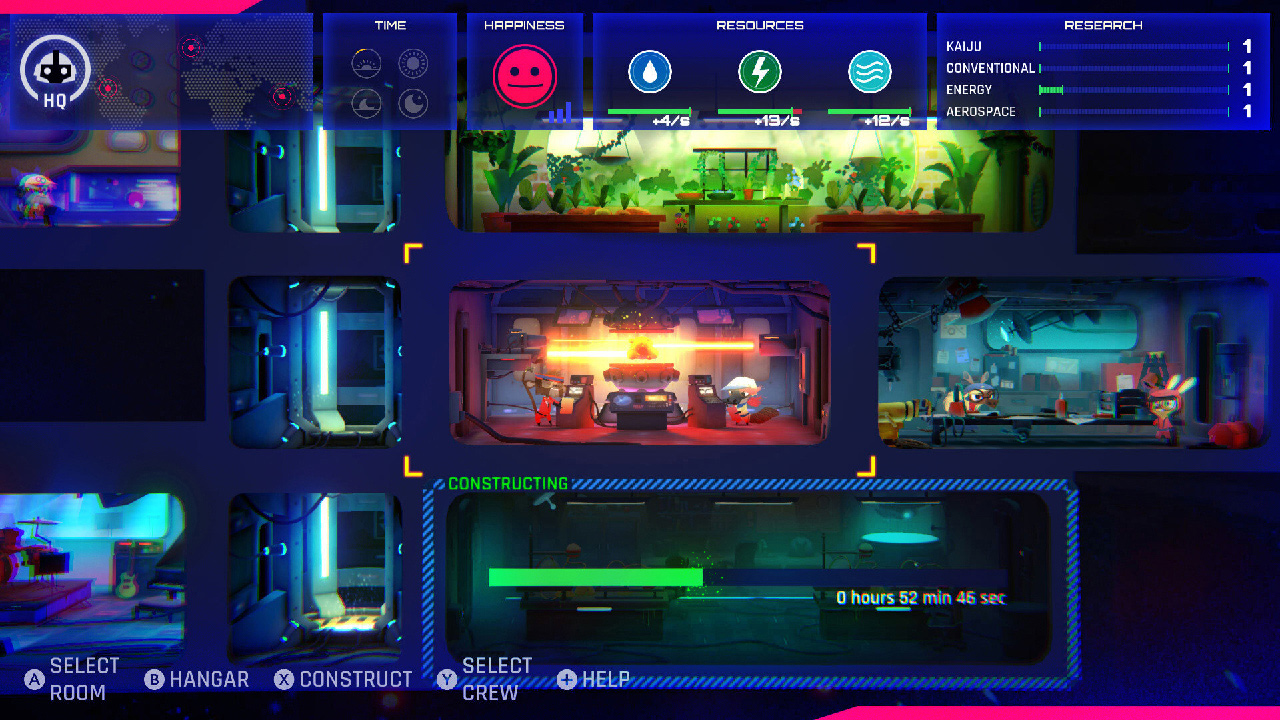 HQ
TIME
HAPPINESS
RESOURCES
+4/s
+13/s
+12/s
RESEARCH
KAIJU 1
CONVENTIONAL 1
ENERGY 1
AEROSPACE 1
CONSTRUCTING
0 hours 52 min 46 sec
A SELECT ROOM
B HANGAR
X CONSTRUCT
Y SELECT CREW
+ HELP